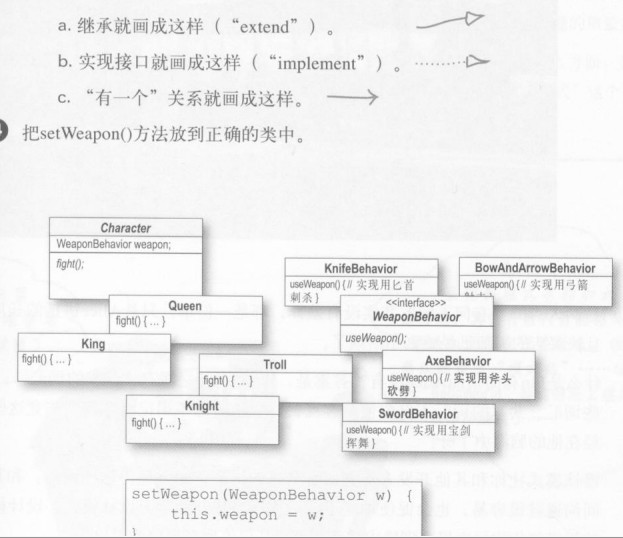 a. 继承就画成这样（“extend”）。
b. 实现接口就画成这样（“implement”）。
c. “有一个”关系就画成这样。
把setWeapon()方法放到正确的类中。
Character
WeaponBehavior weapon;
fight();
Queen
fight() { ... }
King
fight() { ... }
Troll
fight() { ... }
Knight
fight() { ... }
KnifeBehavior
useWeapon() { // 实现用匕首
刺杀 }
BowAndArrowBehavior
useWeapon() { // 实现用弓箭
<<interface>>
WeaponBehavior
useWeapon();
AxeBehavior
useWeapon() { // 实现用斧头
砍劈 }
SwordBehavior
useWeapon() { // 实现用宝剑
挥舞 }
setWeapon(WeaponBehavior w) {
this.weapon = w;
}